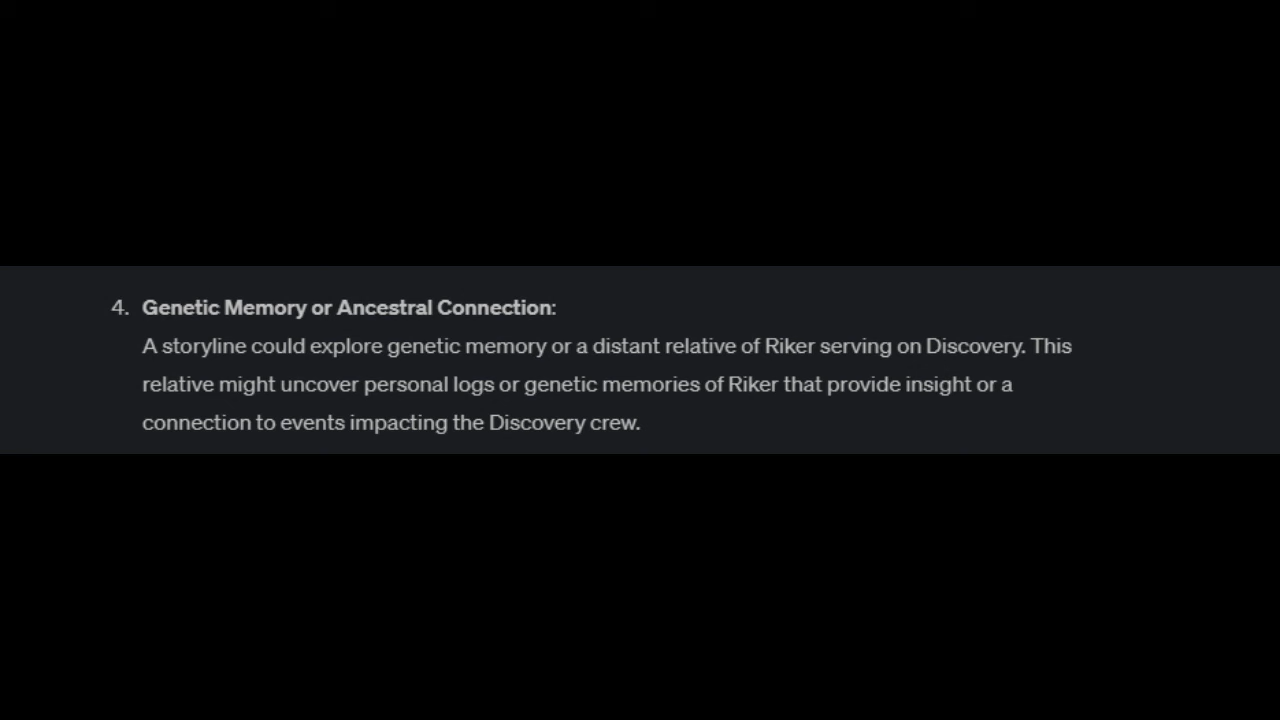 4. Genetic Memory or Ancestral Connection:
A storyline could explore genetic memory or a distant relative of Riker serving on Discovery. This
relative might uncover personal logs or genetic memories of Riker that provide insight or a
connection to events impacting the Discovery crew.